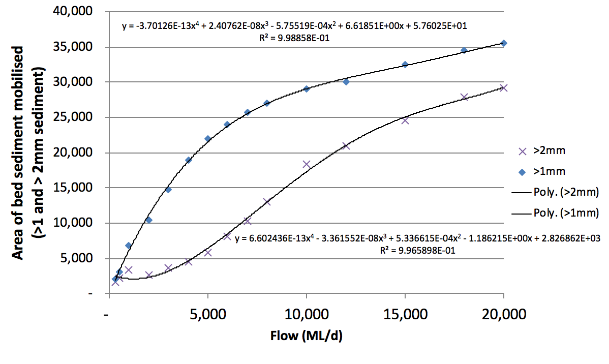 y = -3.70126E-13x⁴ + 2.40762E-08x³ - 5.75519E-04x² + 6.61851E+00x + 5.76025E+01
R² = 9.98858E-01
40,000
35,000
30,000
25,000
20,000
15,000
10,000
5,000
-
Area of bed sediment mobilised
(>1 and > 2mm sediment)
>2mm
>1mm
Poly. (>2mm)
Poly. (>1mm)
y = 6.602436E-13x⁴ - 3.361552E-08x³ + 5.336615E-04x² - 1.186215E+00x + 2.826862E+03
R² = 9.965898E-01
-
5,000
10,000
15,000
20,000
Flow (ML/d)